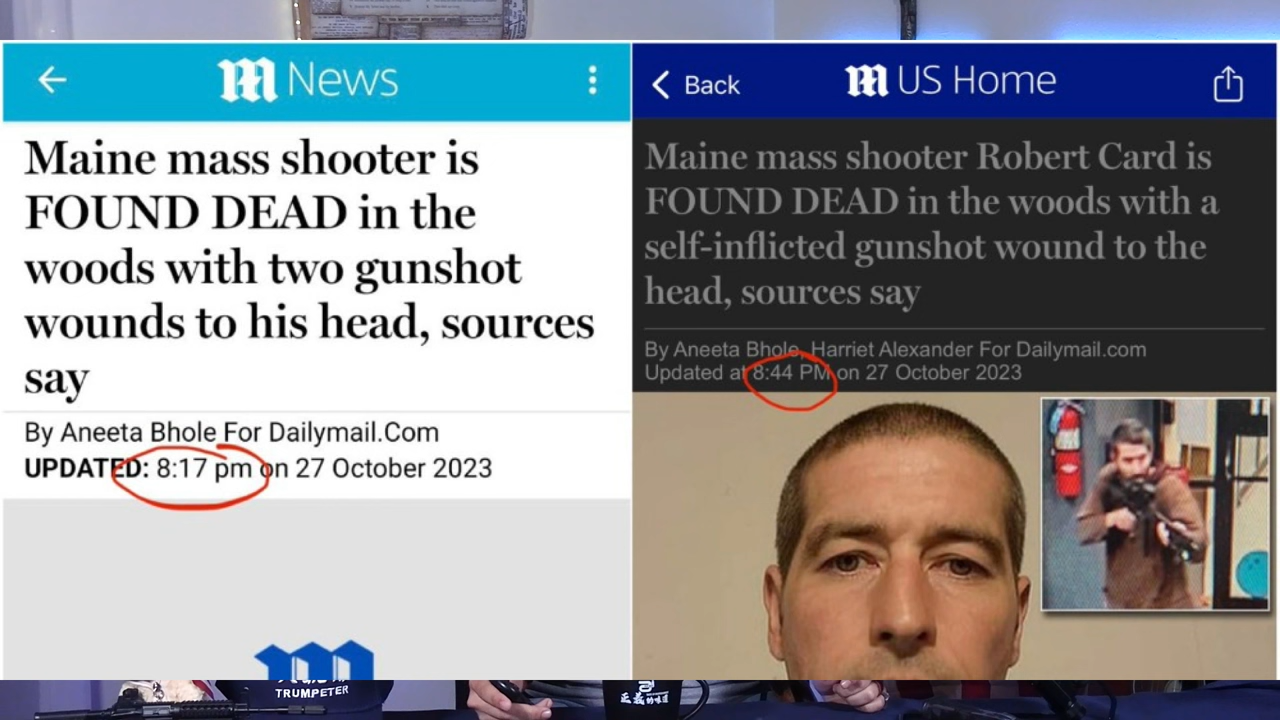 News
Maine mass shooter is
FOUND DEAD in the
woods with two gunshot
wounds to his head, sources
say
By Aneeta Bhole For Dailymail.Com
UPDATED: 8:17 pm on 27 October 2023
Back
US Home
Maine mass shooter Robert Card is
FOUND DEAD in the woods with a
self-inflicted gunshot wound to the
head, sources say
By Aneeta Bhole, Harriet Alexander For Dailymail.com
Updated at 8:44 PM on 27 October 2023
TRUMPETER